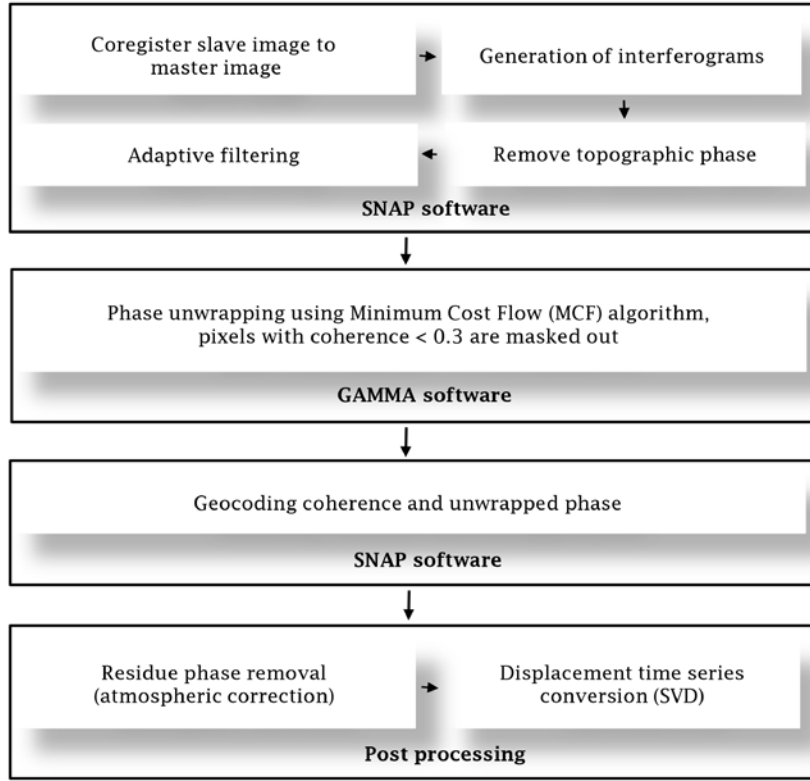 Coregister slave image to
master image
Generation of interferograms
Adaptive filtering
Remove topographic phase
SNAP software
Phase unwrapping using Minimum Cost Flow (MCF) algorithm,
pixels with coherence < 0.3 are masked out
GAMMA software
Geocoding coherence and unwrapped phase
SNAP software
Residue phase removal
(atmospheric correction)
Displacement time series
conversion (SVD)
Post processing